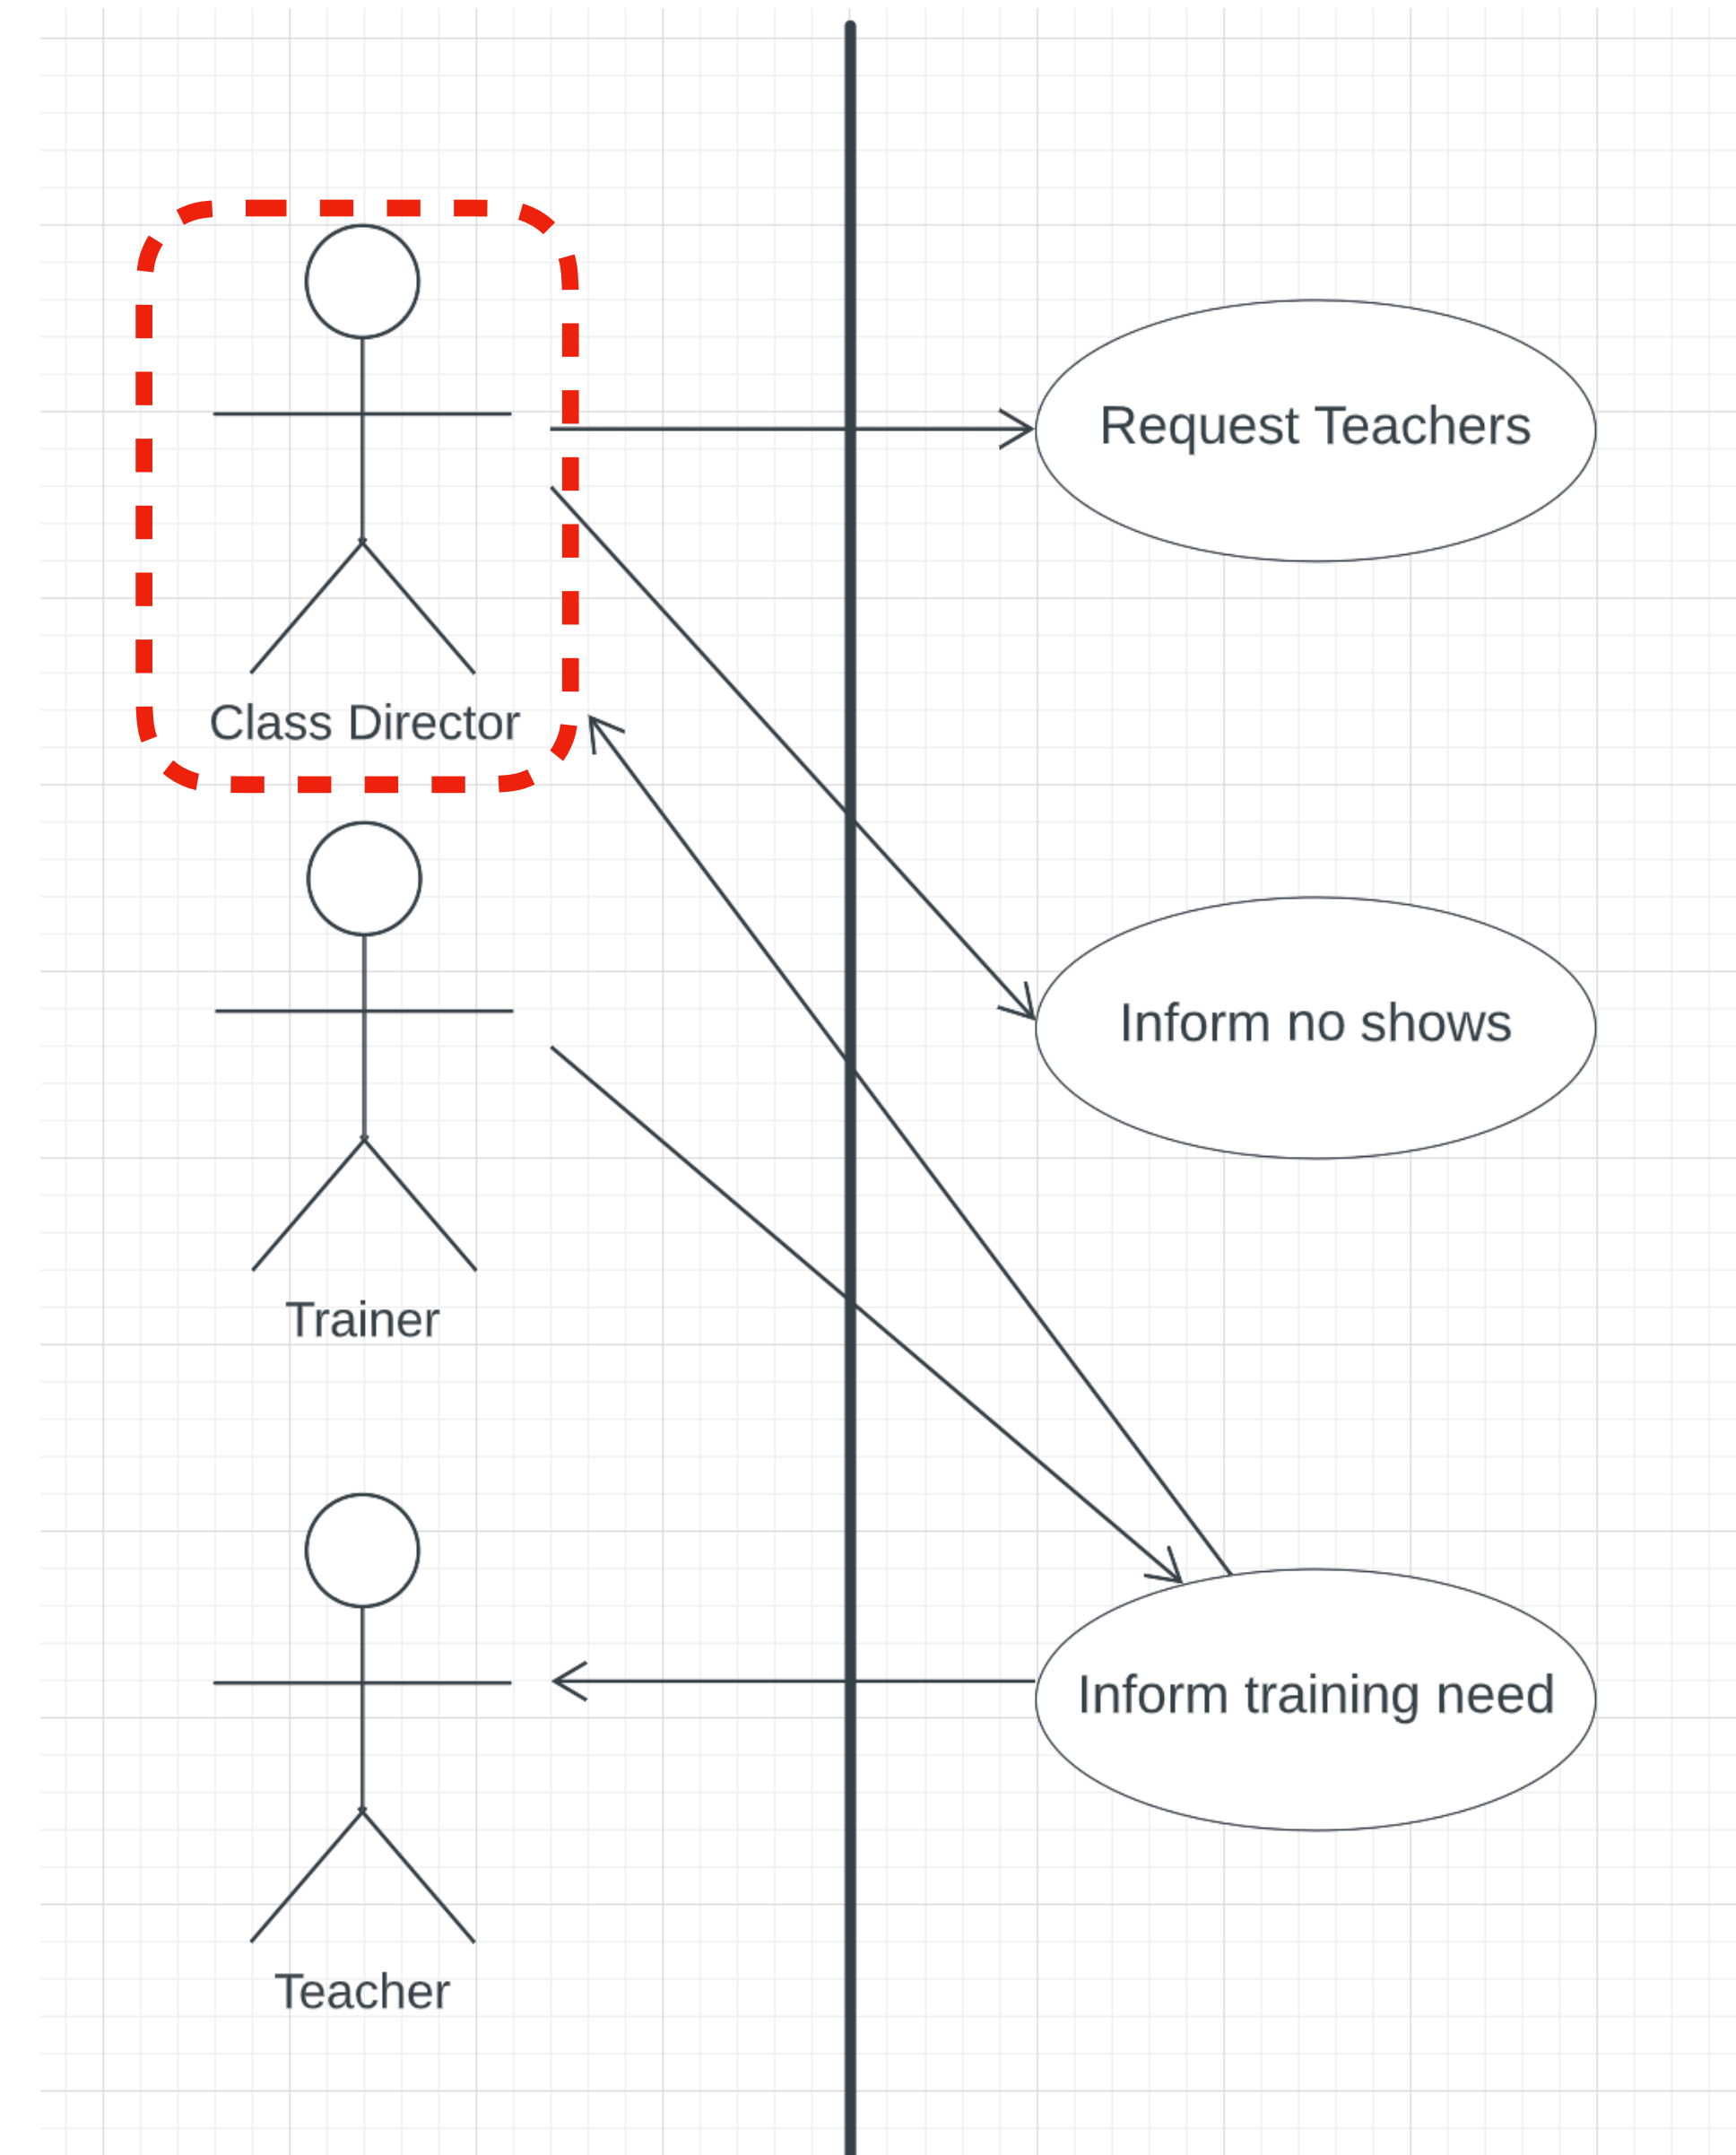 Request Teachers
Class Director
Inform no shows
Trainer
Inform training need
Teacher